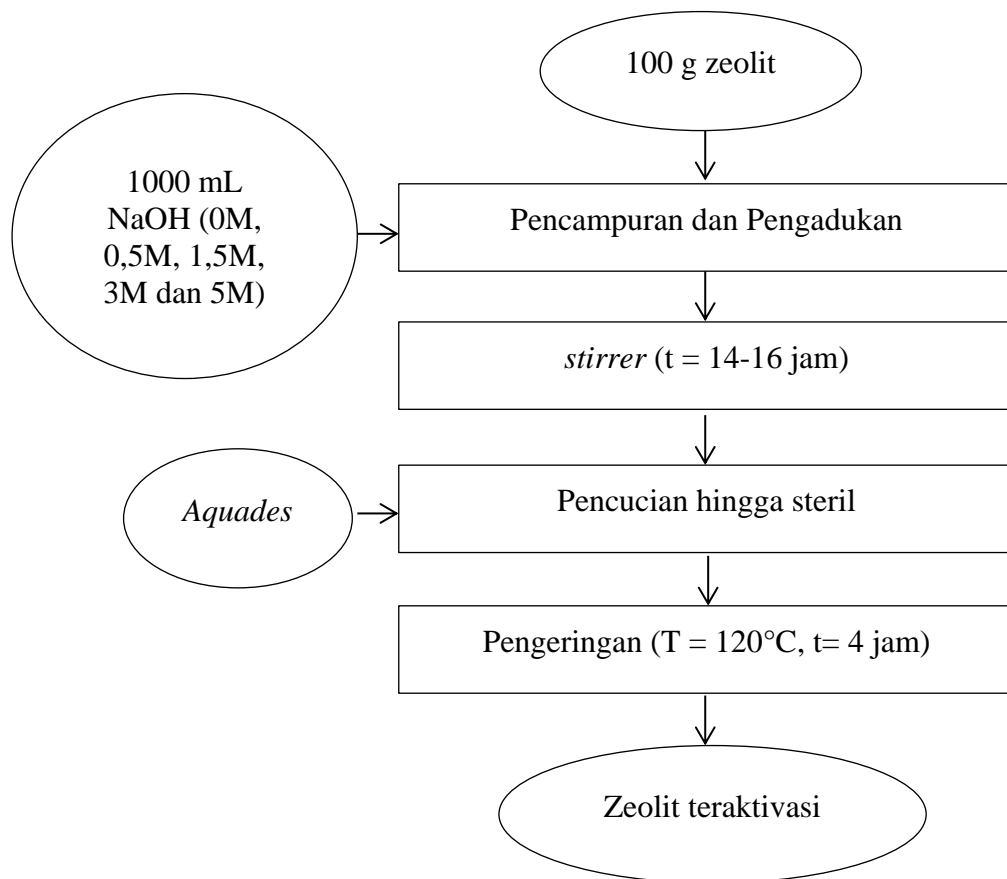 100 g zeolit
1000 mL
NaOH (0M,
0,5M, 1,5M,
3M dan 5M)
Pencampuran dan Pengadukan
stirrer (t = 14-16 jam)
Aquades
Pencucian hingga steril
Pengeringan (T = 120°C, t= 4 jam)
Zeolit teraktivasi